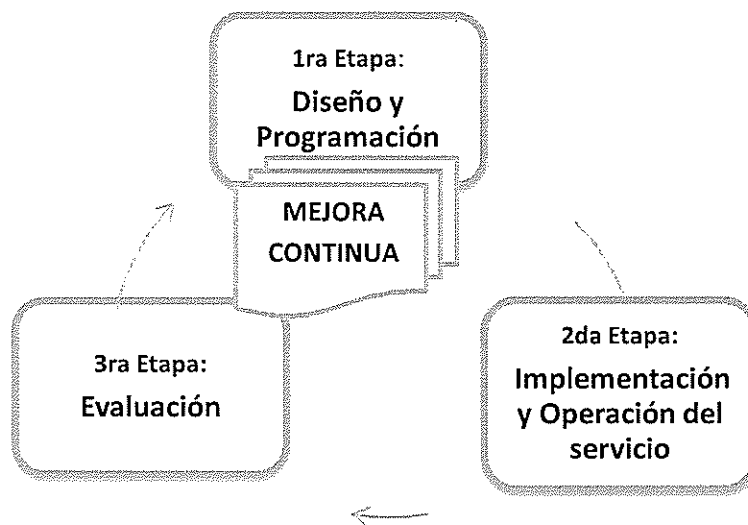 1ra Etapa:
Diseño y
Programación
MEJORA
CONTINUA
2da Etapa:
Implementación
y Operación del
servicio
3ra Etapa:
Evaluación